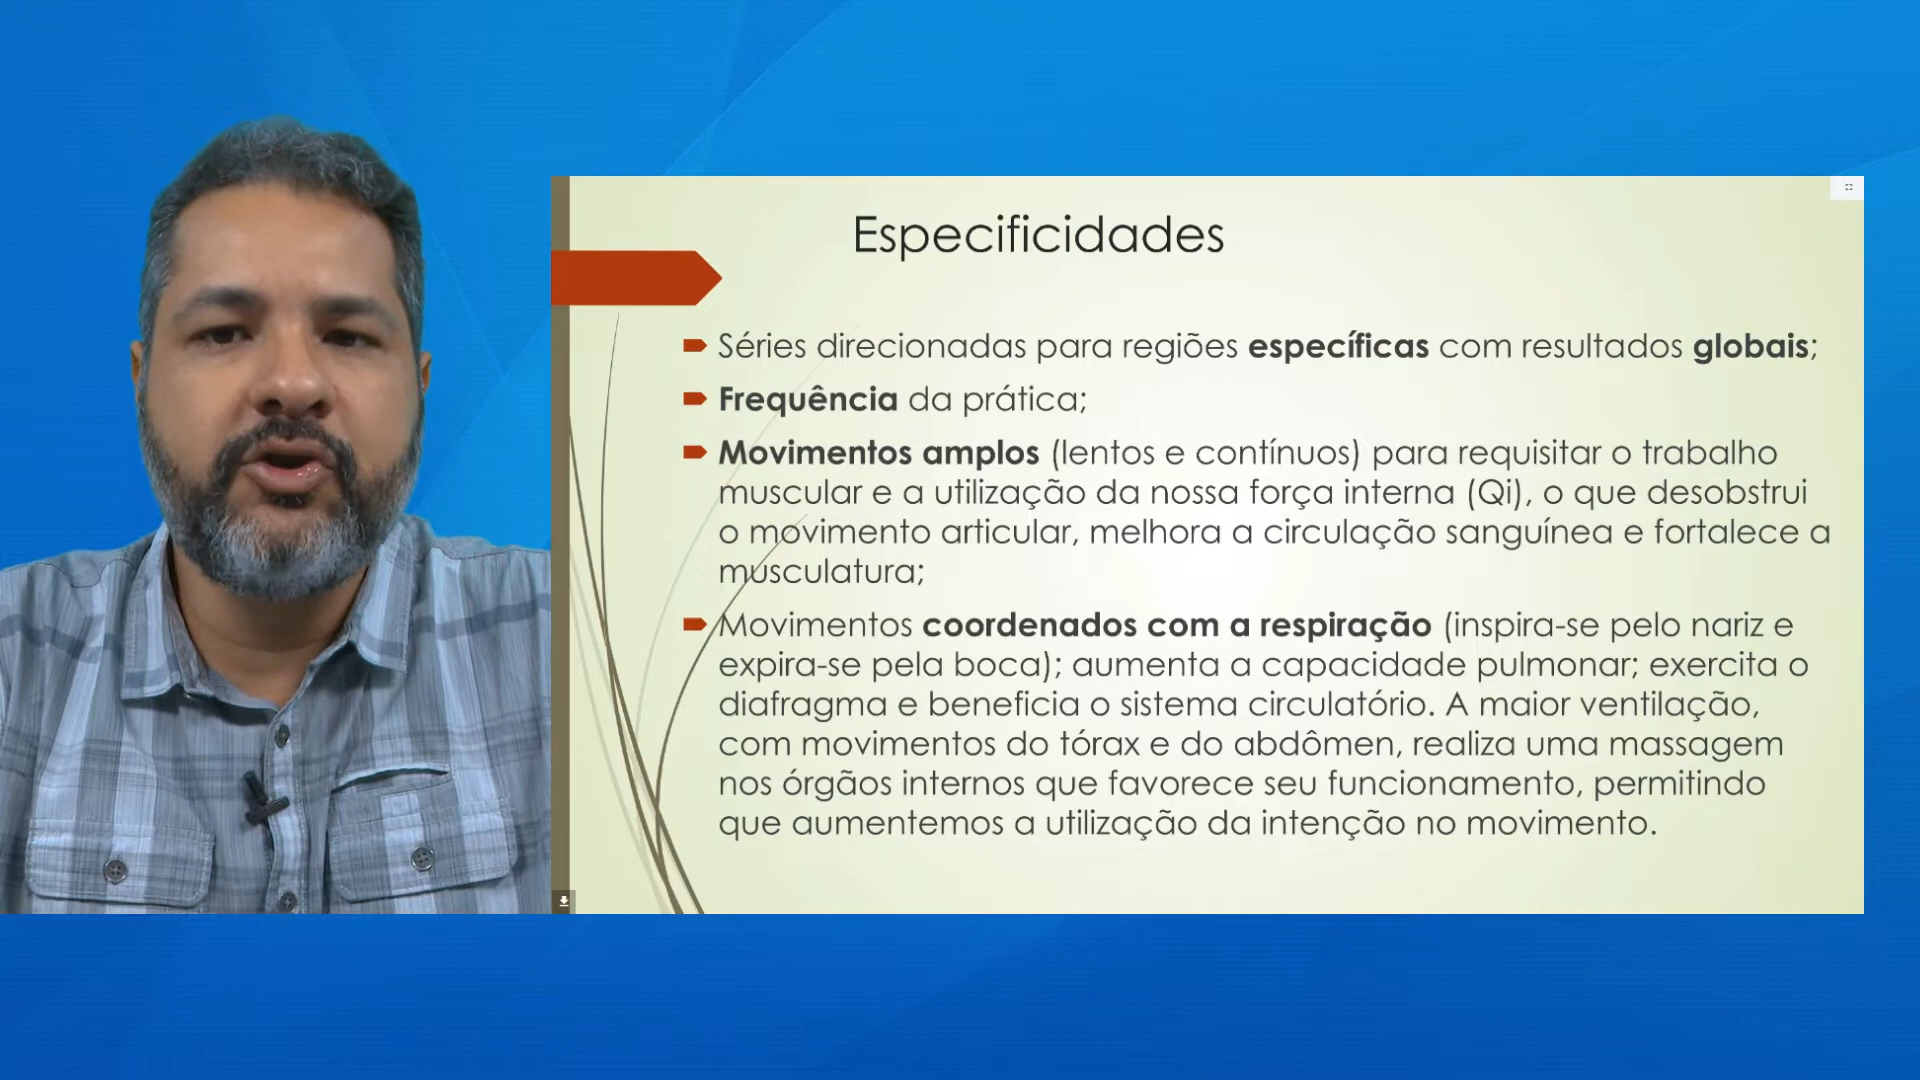 Especificidades
Séries direcionadas para regiões específicas com resultados globais;
Frequência da prática;
Movimentos amplos (lentos e contínuos) para requisitar o trabalho
muscular e a utilização da nossa força interna (Qi), o que desobstrui
o movimento articular, melhora a circulação sanguínea e fortalece a
musculatura;
Movimentos coordenados com a respiração (inspira-se pelo nariz e
expira-se pela boca); aumenta a capacidade pulmonar; exercita o
diafragma e beneficia o sistema circulatório. A maior ventilação,
com movimentos do tórax e do abdômen, realiza uma massagem
nos órgãos internos que favorece seu funcionamento, permitindo
que aumentemos a utilização da intenção no movimento.